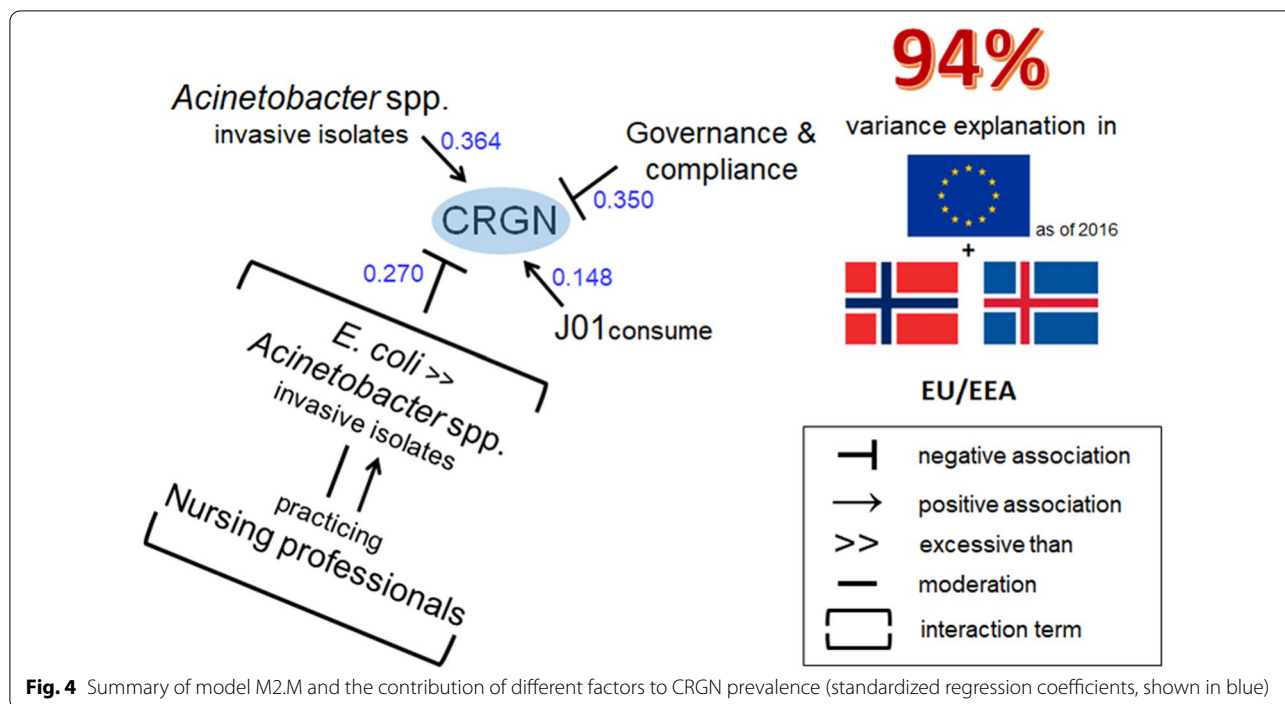 Acinetobacter spp.
invasive isolates
0.364
Governance &
compliance
0.350
CRGN
0.270
0.148
J01consume
E. coli >>
Acinetobacter spp.
invasive isolates
practicing
Nursing professionals
94%
variance explanation in
as of 2016
+
EU/EEA
negative association
positive association
>> excessive than
moderation
interaction term
Fig. 4 Summary of model M2.M and the contribution of different factors to CRGN prevalence (standardized regression coefficients, shown in blue)